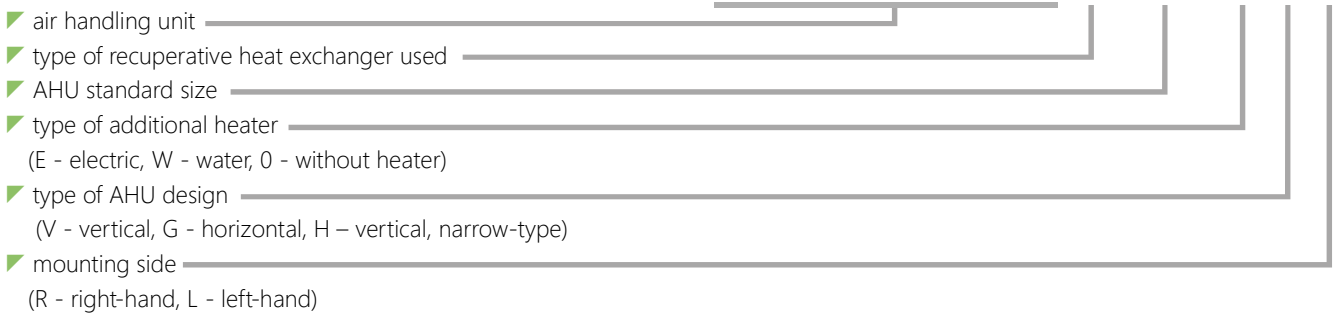 air handling unit
type of recuperative heat exchanger used
AHU standard size
type of additional heater
(E - electric, W - water, 0 - without heater)
type of AHU design
(V - vertical, G - horizontal, H – vertical, narrow-type)
mounting side
(R - right-hand, L - left-hand)